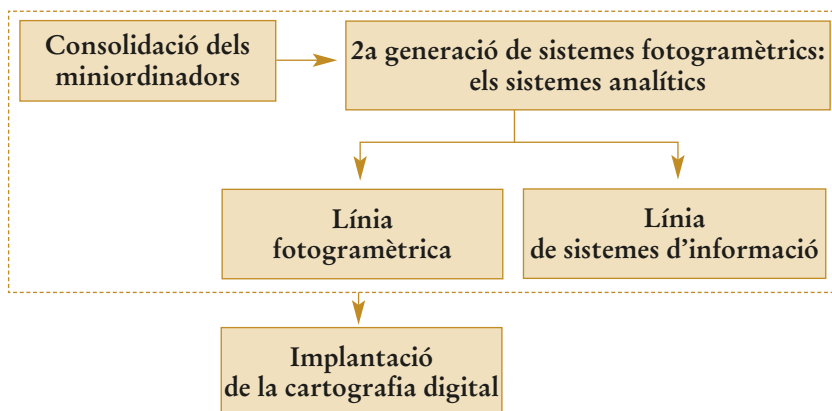 Consolidació dels
miniordinadors
2a generació de sistemes fotogramètrics:
els sistemes analítics
Línia
fotogramètrica
Línia
de sistemes d’informació
Implantació
de la cartografia digital